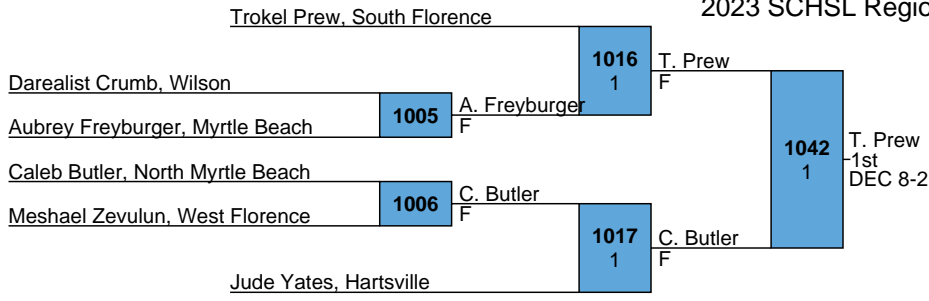 2023 SCHSL Regio
Trokel Prew, South Florence
1016
1
T. Prew
F
Darealist Crumb, Wilson
1005
A. Freyburger
F
Aubrey Freyburger, Myrtle Beach
1042
1
T. Prew
1st
DEC 8-2
Caleb Butler, North Myrtle Beach
1006
C. Butler
F
Meshael Zevulun, West Florence
1017
1
C. Butler
F
Jude Yates, Hartsville